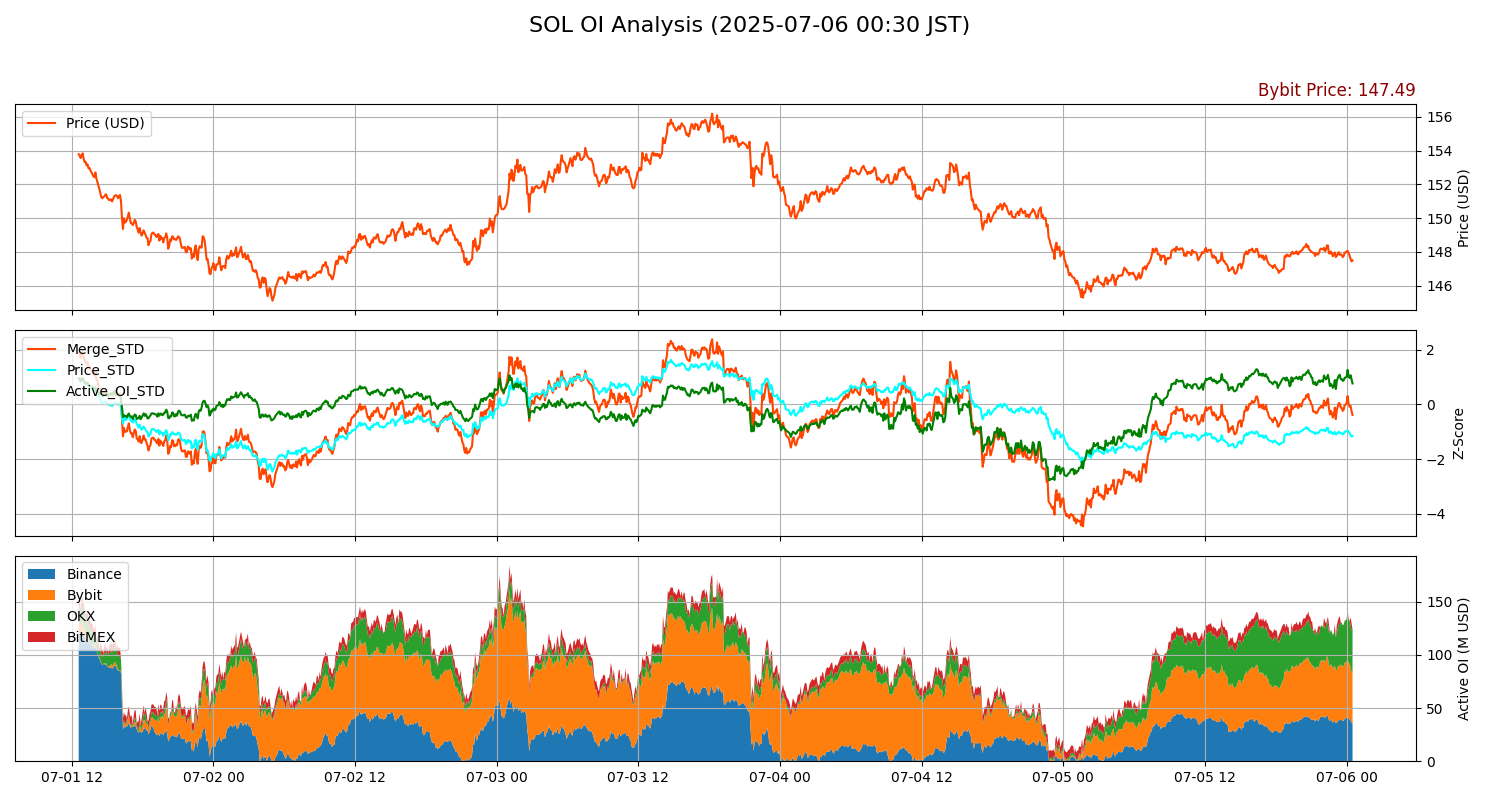 SOL OI Analysis (2025-07-06 00:30 JST)
Bybit Price: 147.49
Price (USD)
156
154
152
150
148
146
Price (USD)
Merge_STD
Price_STD
Active_OI_STD
2
0
−2
−4
Z-Score
Binance
Bybit
OKX
BitMEX
150
100
50
0
Active OI (M USD)
07-01 12
07-02 00
07-02 12
07-03 00
07-03 12
07-04 00
07-04 12
07-05 00
07-05 12
07-06 00